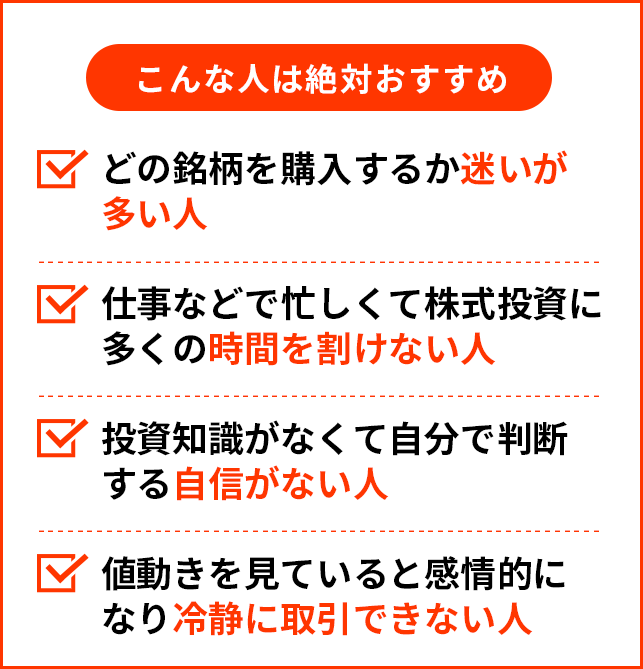 こんな人は絶対おすすめ
どの銘柄を購入するか迷いが
多い人
仕事などで忙しくて株式投資に
多くの時間を割けない人
投資知識がなくて自分で判断
する自信がない人
値動きを見ていると感情的に
なり冷静に取引できない人